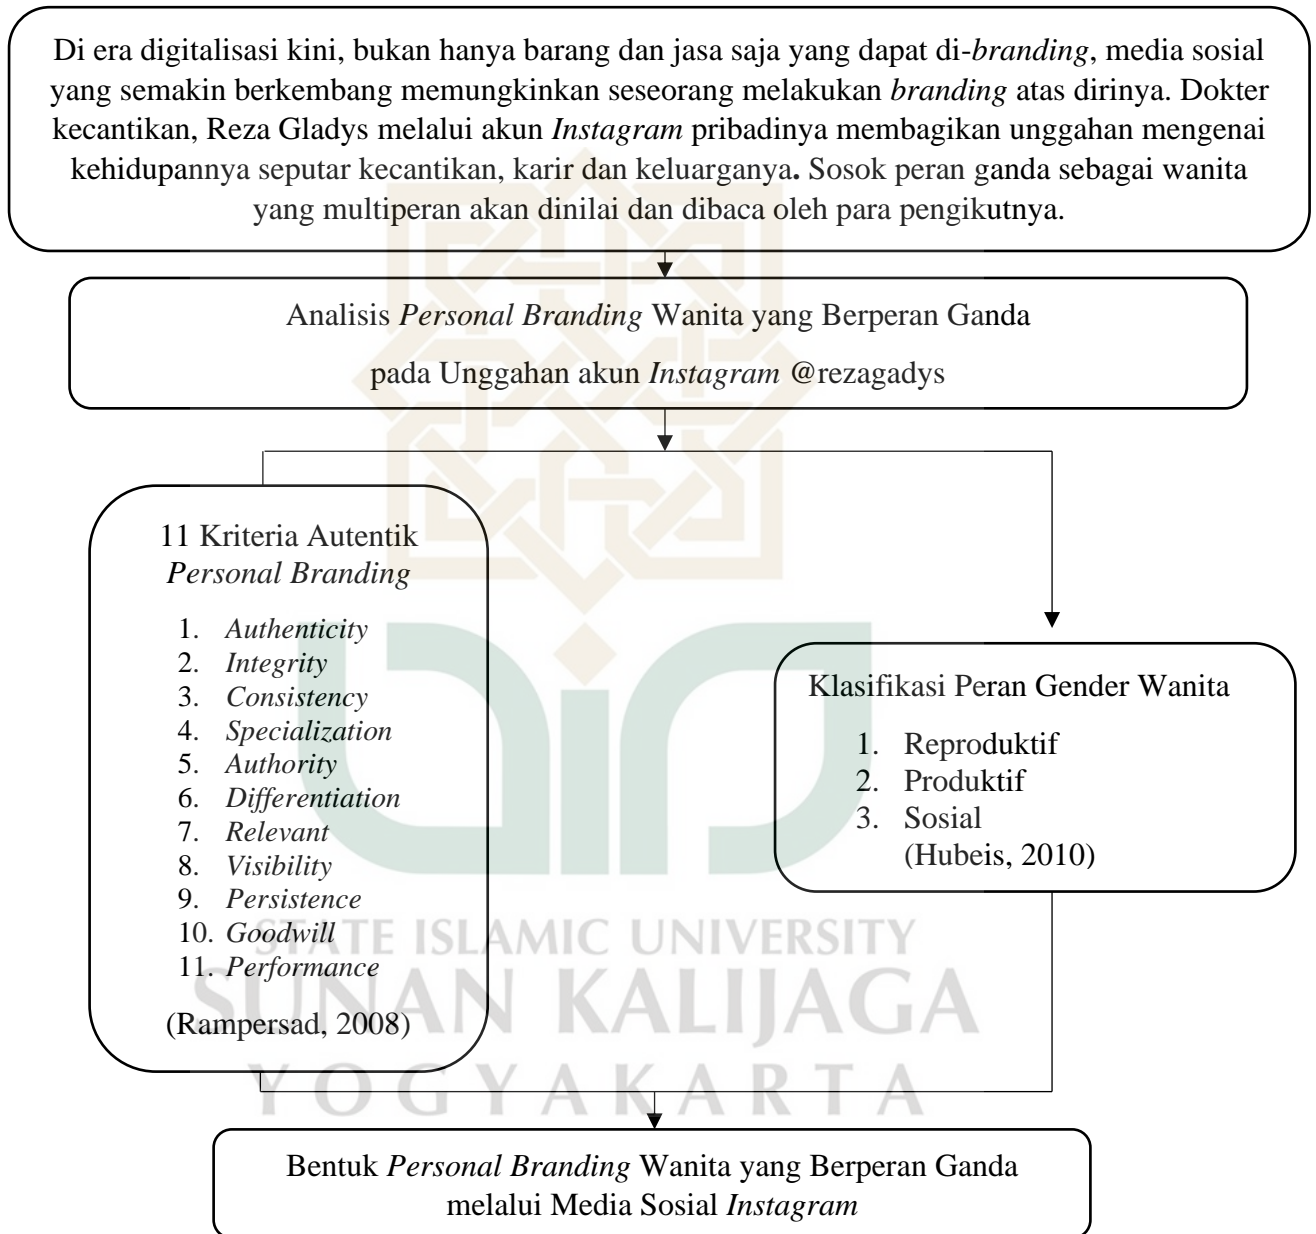 Di era digitalisasi kini, bukan hanya barang dan jasa saja yang dapat di-branding, media sosial
yang semakin berkembang memungkinkan seseorang melakukan branding atas dirinya. Dokter
kecantikan, Reza Gladys melalui akun Instagram pribadinya membagikan unggahan mengenai
kehidupannya seputar kecantikan, karir dan keluarganya. Sosok peran ganda sebagai wanita
yang multiperan akan dinilai dan dibaca oleh para pengikutnya.
Analisis Personal Branding Wanita yang Berperan Ganda
pada Unggahan akun Instagram @rezagadys
11 Kriteria Autentik
Personal Branding
1. Authenticity
2. Integrity
3. Consistency
4. Specialization
5. Authority
6. Differentiation
7. Relevant
8. Visibility
9. Persistence
10. Goodwill
11. Performance
(Rampersad, 2008)
Klasifikasi Peran Gender Wanita
1. Reproduktif
2. Produktif
3. Sosial
(Hubeis, 2010)
STATE ISLAMIC UNIVERSITY
SUNAN KALIJAGA
YOGYAKARTA
Bentuk Personal Branding Wanita yang Berperan Ganda
melalui Media Sosial Instagram